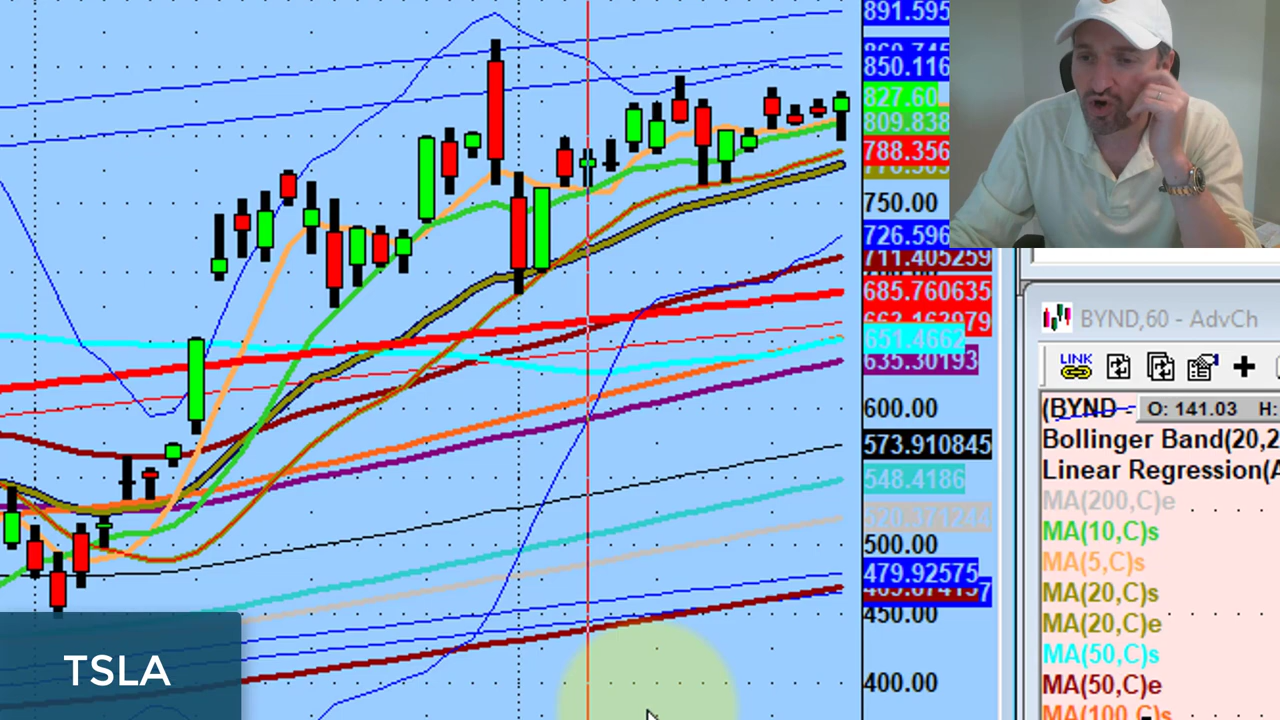 891.595
850.116
827.60
809.838
788.356
750.00
726.596
711.405259
685.760635
651.4662
635.30193
600.00
573.910845
548.4186
500.00
479.92575
450.00
400.00
TSLA
BYND,60 - AdvCh
LINK
(BYND
O: 141.03 H:
Bollinger Band(20,2
Linear Regression(A
MA(200,C)e
MA(10,C)s
MA(5,C)s
MA(20,C)s
MA(20,C)e
MA(50,C)s
MA(50,C)e
MA(100,C)s